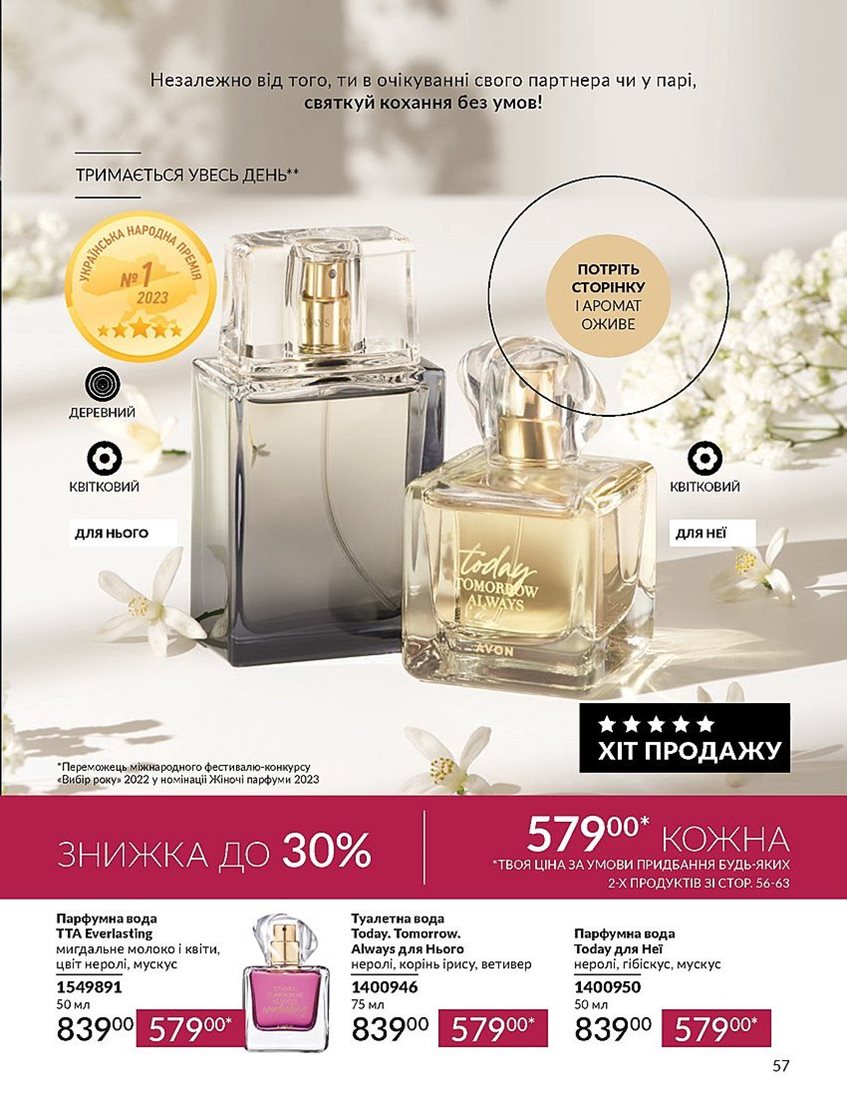 Незалежно від того, ти в очікуванні свого партнера чи у парі,
святкуй кохання без умов!
ТРИМАЄТЬСЯ УВЕСЬ ДЕНЬ**
УКРАЇНСЬКА НАРОДНА ПРЕМІЯ
№1
2023
ПОТРІТЬ
СТОРІНКУ
І АРОМАТ
ОЖИВЕ
ДЕРЕВНИЙ
КВІТКОВИЙ
ДЛЯ НЬОГО
КВІТКОВИЙ
ДЛЯ НЕЇ
today
TOMORROW
ALWAYS
AVON
ХІТ ПРОДАЖУ
*Переможець міжнародного фестивалю-конкурсу
«Вибір року» 2022 у номінації Жіночі парфуми 2023
ЗНИЖКА ДО 30%
57900* КОЖНА
*ТВОЯ ЦІНА ЗА УМОВИ ПРИДБАННЯ БУДЬ-ЯКИХ
2-Х ПРОДУКТІВ ЗІ СТОР. 56-63
Парфумна вода
TTA Everlasting
мигдальне молоко і квіти,
цвіт неролі, мускус
1549891
50 мл
83900 57900*
TODAY
TOMORROW
ALWAYS
everlasting
AVON
Туалетна вода
Today. Tomorrow.
Always для Нього
неролі, корінь ірису, ветивер
1400946
75 мл
83900 57900*
Парфумна вода
Today для Неї
неролі, гібіскус, мускус
1400950
50 мл
83900 57900*
57